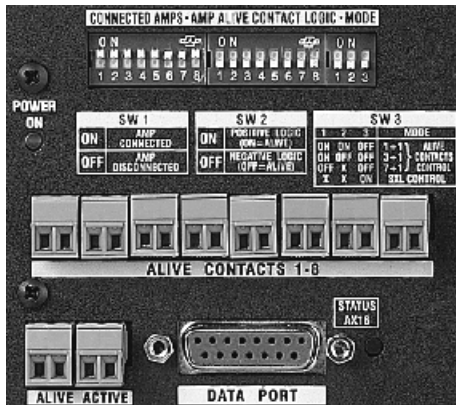 CONNECTED AMPS - AMP ALIVE CONTACT LOGIC - MODE
ON ON ON
1 2 3 4 5 6 7 8 1 2 3 4 5 6 7 8 1 2 3
POWER
ON
SW 1
ON AMP CONNECTED
OFF AMP DISCONNECTED
SW 2
ON POSITIVE LOGIC (ON=ALIVE)
OFF NEGATIVE LOGIC (OFF=ALIVE)
SW 3
1 2 3 MODE
ON ON OFF 1+1 ALIVE
ON OFF OFF 3+1 CONTACTS
OFF X OFF 7+1 CONTROL
X X ON CONTROL
ALIVE CONTACTS 1-8
STATUS
AX16
ALIVE ACTIVE
DATA PORT